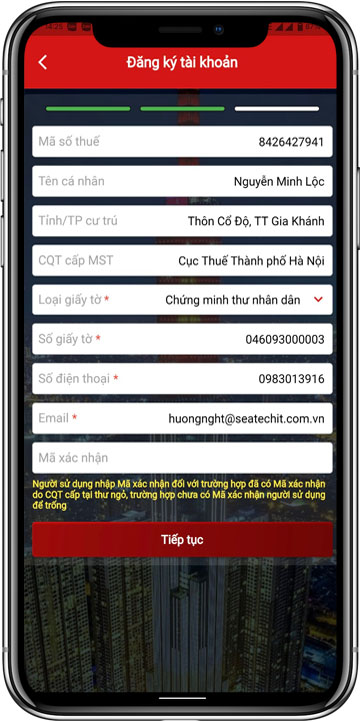 Đăng ký tài khoản
Mã số thuế 8426427941
Tên cá nhân Nguyễn Minh Lộc
Tỉnh/TP cư trú Thôn Cổ Độ, TT Gia Khánh
CQT cấp MST Cục Thuế Thành phố Hà Nội
Loại giấy tờ * Chứng minh thư nhân dân
Số giấy tờ * 046093000003
Số điện thoại * 0983013916
Email * huongnght@seatechit.com.vn
Mã xác nhận
Người sử dụng nhập Mã xác nhận đối với trường hợp đã có Mã xác nhận
do CQT cấp tại thư ngỏ, trường hợp chưa có Mã xác nhận người sử dụng
để trống
Tiếp tục